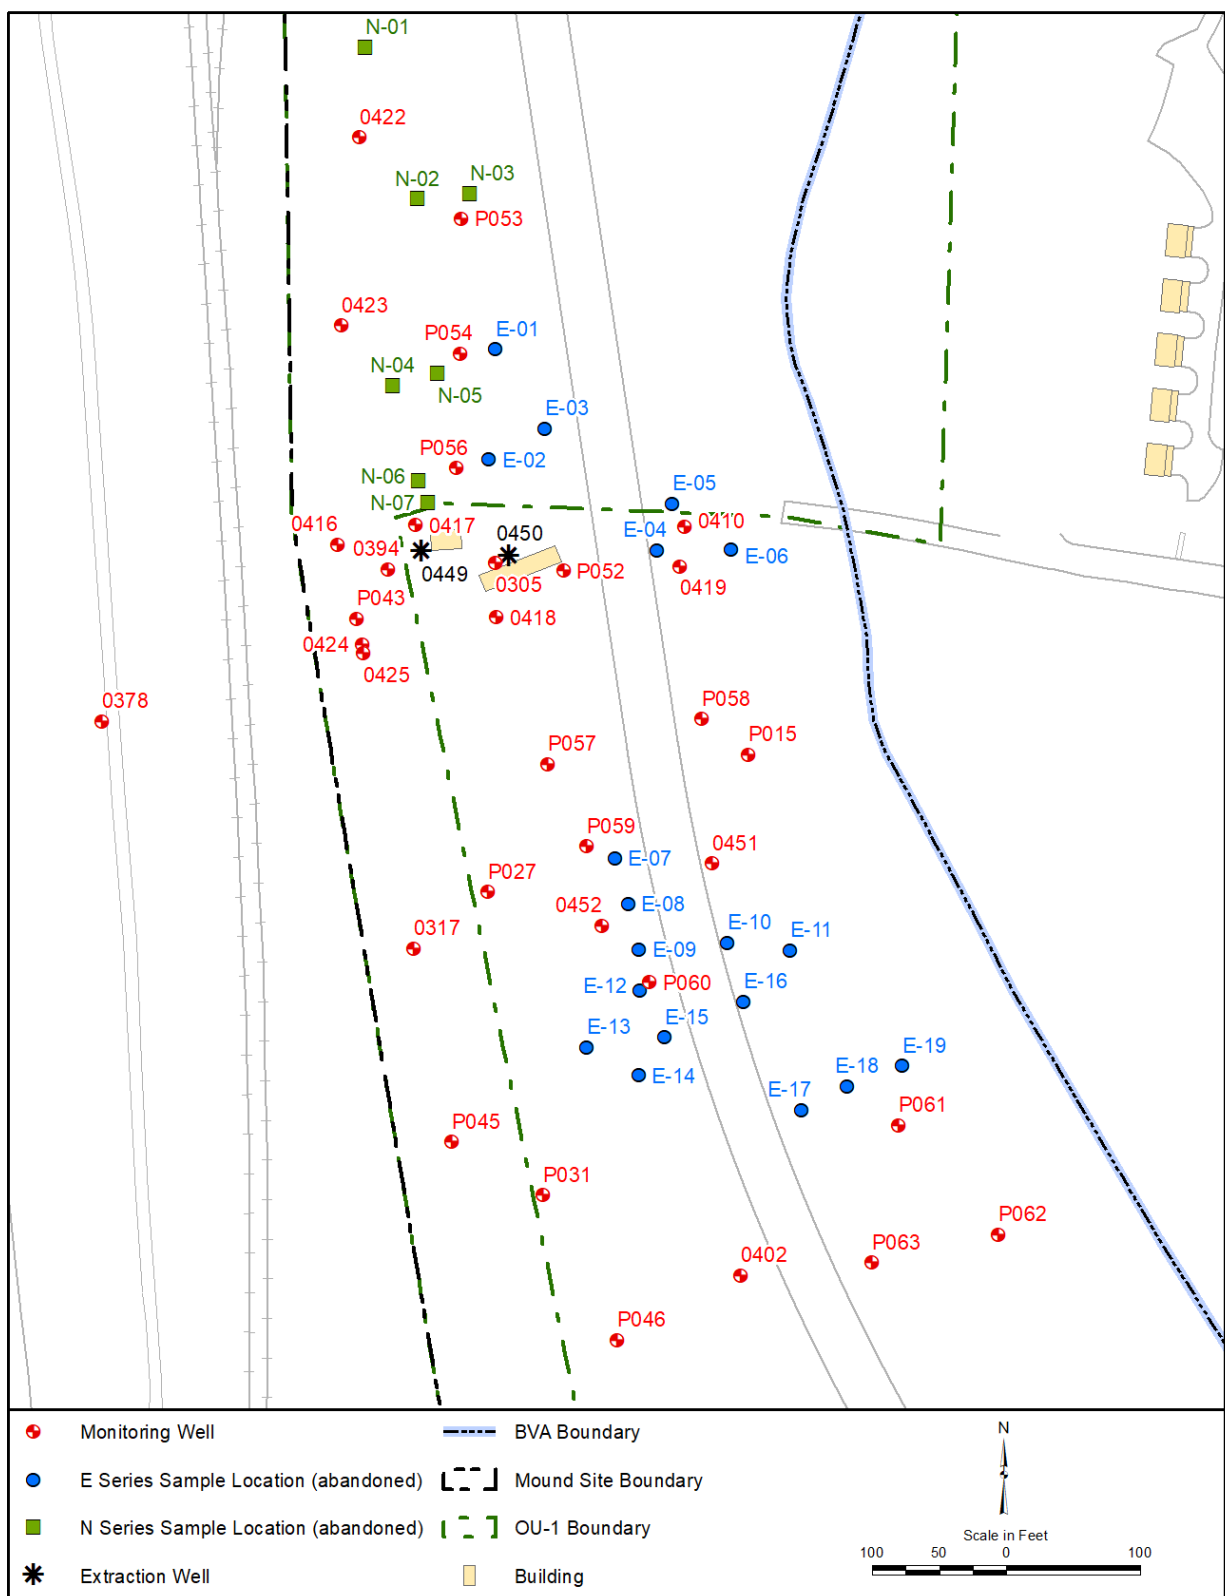 N-01
0422
N-02
N-03
P053
0423
P054
E-01
N-04
N-05
E-03
P056
E-02
N-06
E-05
N-07
0416
0417
0450
E-04
0410
0394
E-06
0449
0305
P052
0419
P043
0418
0424
0425
0378
P058
P015
P057
P059
E-07
0451
P027
E-08
0452
0317
E-09
E-10
E-11
E-12
P060
E-16
E-13
E-15
E-14
E-19
E-18
E-17
P061
P045
P031
P062
P063
0402
P046
Monitoring Well
BVA Boundary
N
E Series Sample Location (abandoned)
Mound Site Boundary
N Series Sample Location (abandoned)
OU-1 Boundary
Scale in Feet
100 50 0 100
Extraction Well
Building